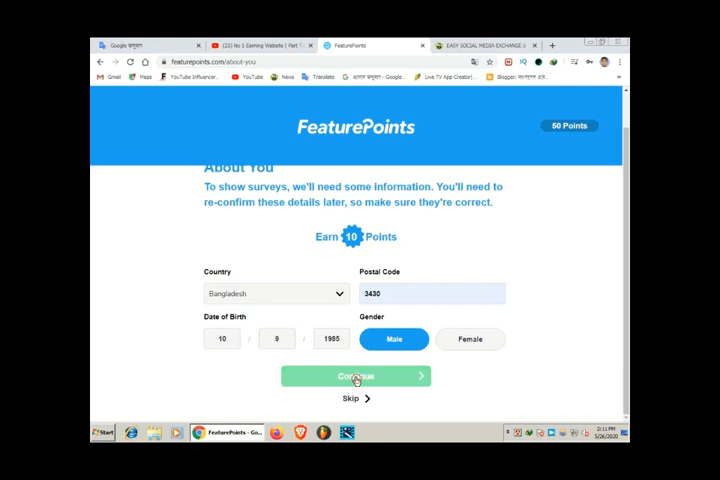 Google অনুবাদ
(25) No 1 Earning Website | Part
FeaturePoints
EASY SOCIAL MEDIA EXCHANGE &
featurepoints.com/about-you
Gmail
Maps
YouTube Influencer...
YouTube
News
Translate
Google...
Live TV App Creator|...
Blogger:
FeaturePoints
50 Points
About You
To show surveys, we'll need some information. You'll need to
re-confirm these details later, so make sure they're correct.
Earn 10 Points
Country
Postal Code
Bangladesh
3430
Date of Birth
Gender
10 / 9 / 1985
Male
Female
Continue
Skip
Start
FeaturePoints - Go...
2:11 PM
5/26/2020